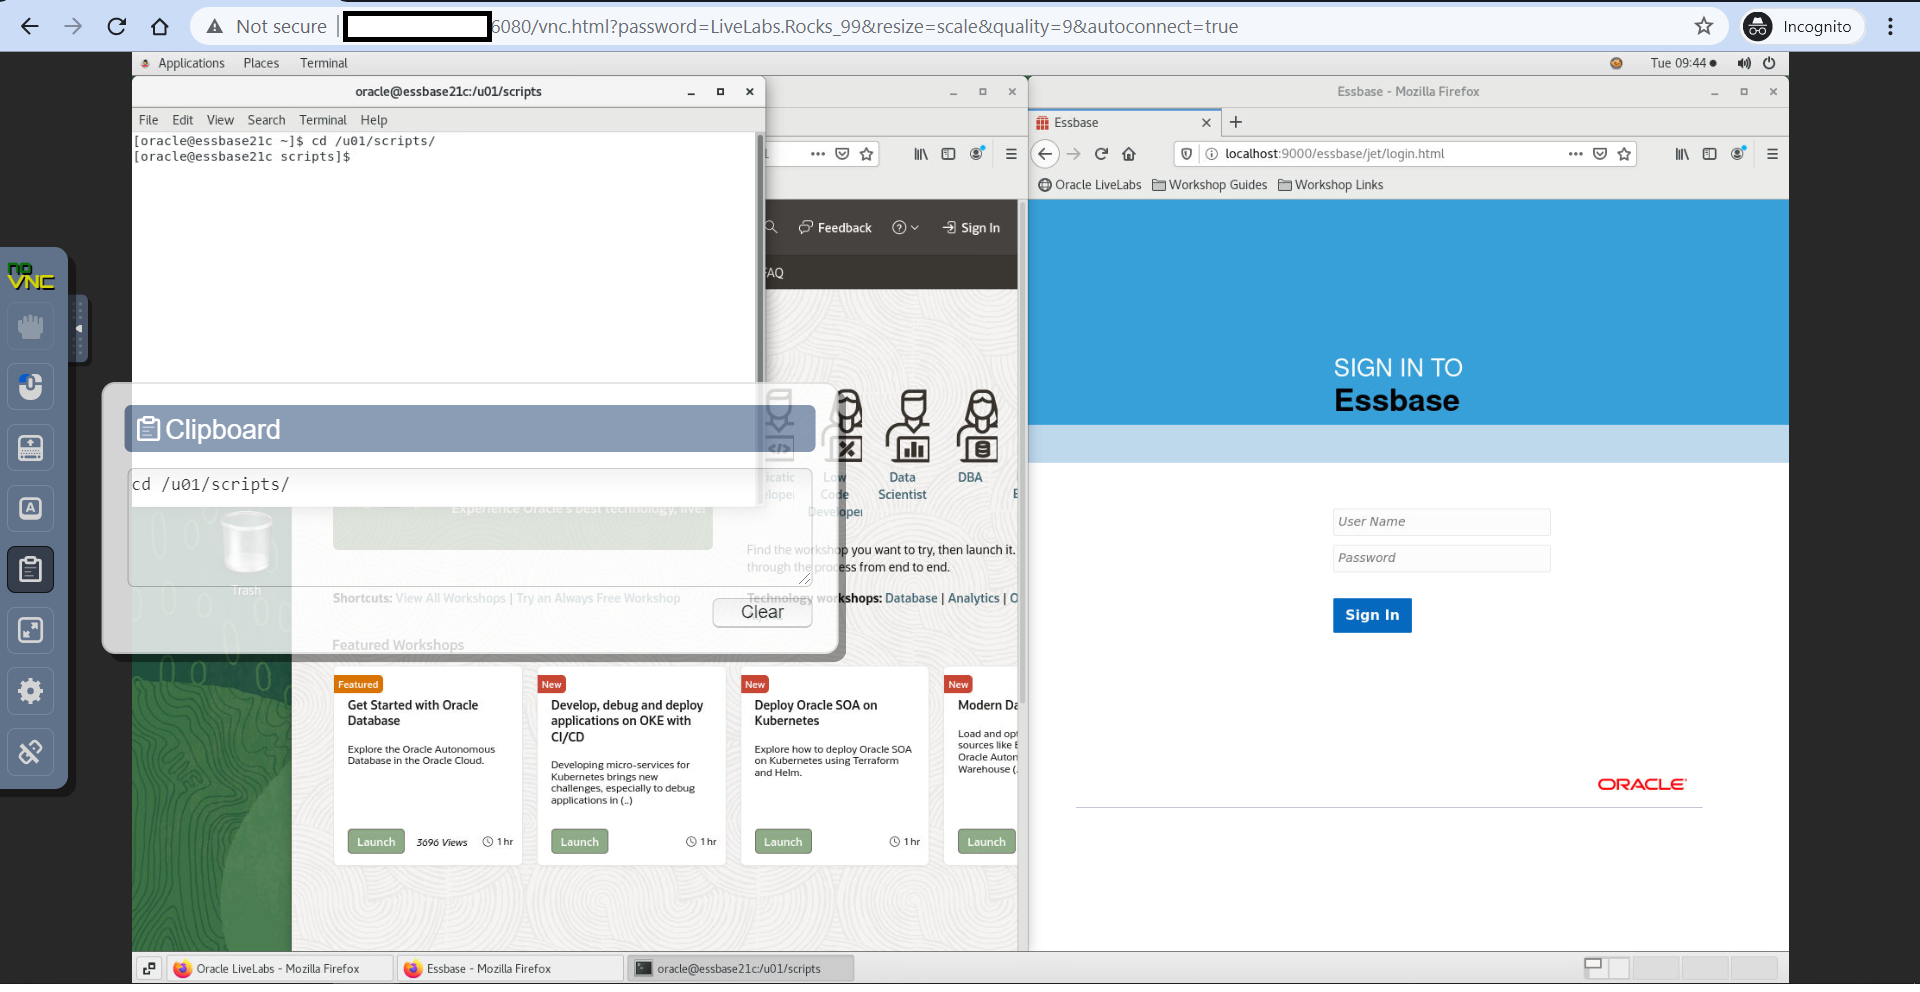 Not secure
6080/vnc.html?password=LiveLabs.Rocks_99&resize=scale&quality=9&autoconnect=true
Incognito
Applications Places Terminal
Tue 09:44
oracle@essbase21c:/u01/scripts
File Edit View Search Terminal Help
[oracle@essbase21c ~]$ cd /u01/scripts/
[oracle@essbase21c scripts]$
Feedback
Sign In
FAQ
Essbase - Mozilla Firefox
Essbase
localhost:9000/essbase/jet/login.html
Oracle LiveLabs Workshop Guides Workshop Links
SIGN IN TO
Essbase
User Name
Password
Sign In
ORACLE
no
VNC
Clipboard
cd /u01/scripts/
Clear
Trash
Experience Oracle's best technology, live!
Low
Code
Developer
Data
Scientist
DBA
Find the workshop you want to try, then launch it.
through the process from end to end.
Shortcuts: View All Workshops | Try an Always Free Workshop
Technology workshops: Database | Analytics | O
Featured Workshops
Featured
Get Started with Oracle
Database
Explore the Oracle Autonomous
Database in the Oracle Cloud.
Launch
3696 Views
1 hr
New
Develop, debug and deploy
applications on OKE with
CI/CD
Developing micro-services for
Kubernetes brings new
challenges, especially to debug
applications in (..)
Launch
1 hr
New
Deploy Oracle SOA on
Kubernetes
Explore how to deploy Oracle SOA
on Kubernetes using Terraform
and Helm.
Launch
1 hr
New
Modern Da
Load and opt
sources like E
Oracle Auton
Warehouse (.
Launch
Oracle LiveLabs - Mozilla Firefox
Essbase - Mozilla Firefox
oracle@essbase21c:/u01/scripts